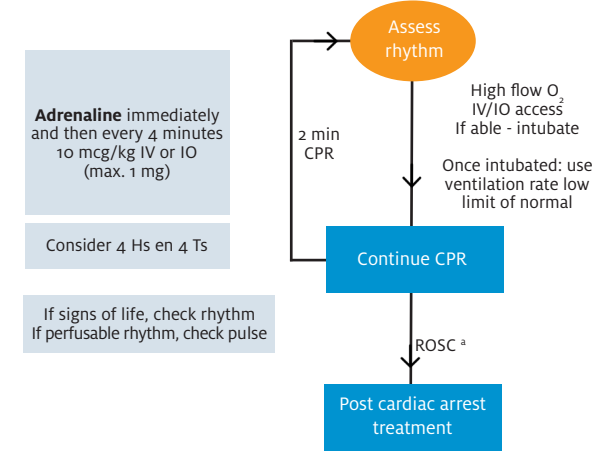 Assess
rhythm
Adrenaline immediately
and then every 4 minutes
10 mcg/kg IV or IO
(max. 1 mg)
2 min
CPR
High flow O₂
IV/IO access
If able - intubate
Once intubated: use
ventilation rate low
limit of normal
Consider 4 Hs en 4 Ts
Continue CPR
If signs of life, check rhythm
If perfusable rhythm, check pulse
ROSC ᵃ
Post cardiac arrest
treatment